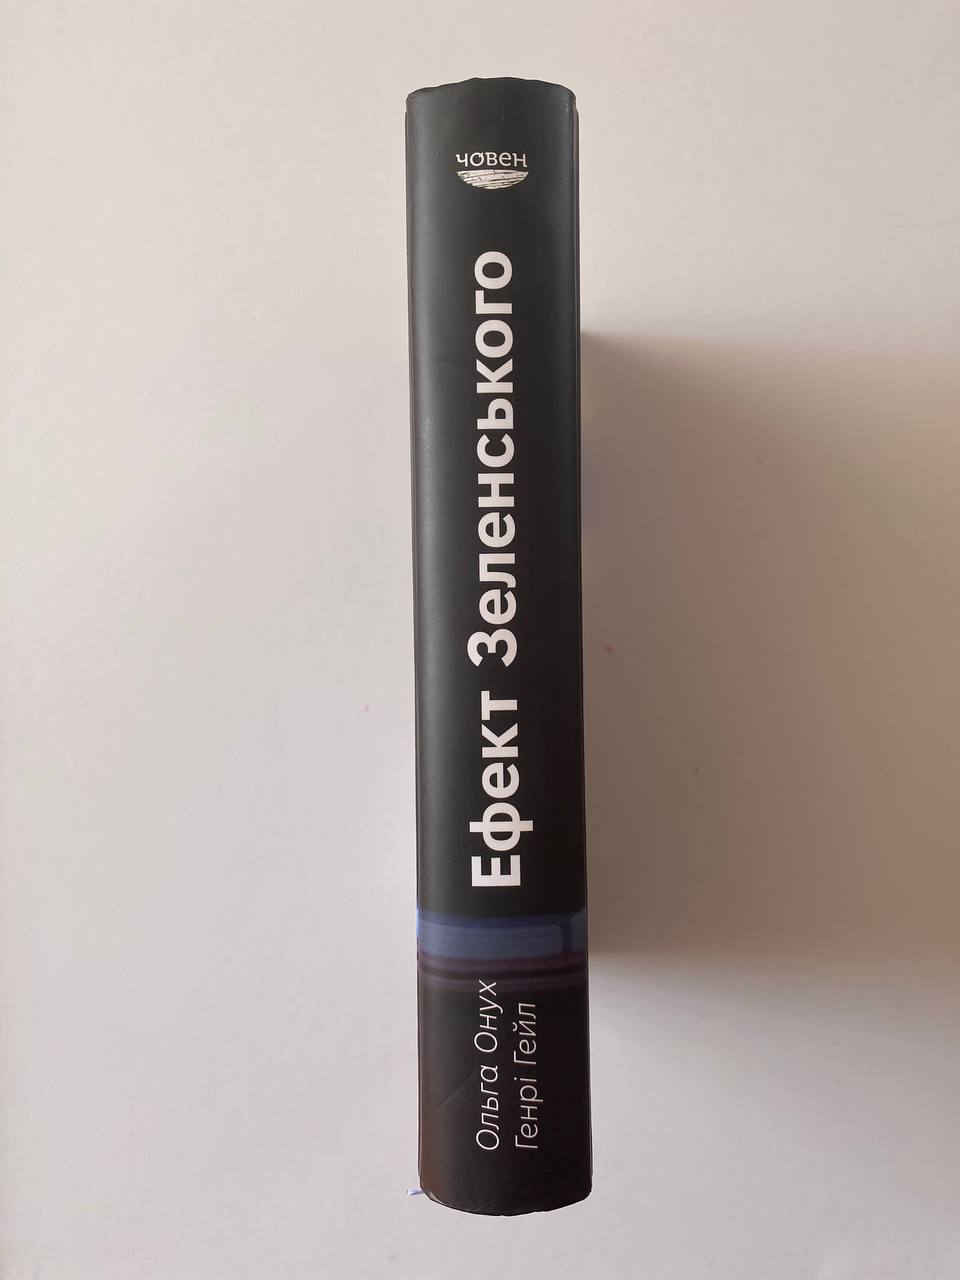 човен
Ефект Зеленського
Ольга Онух
Генрі Гейл